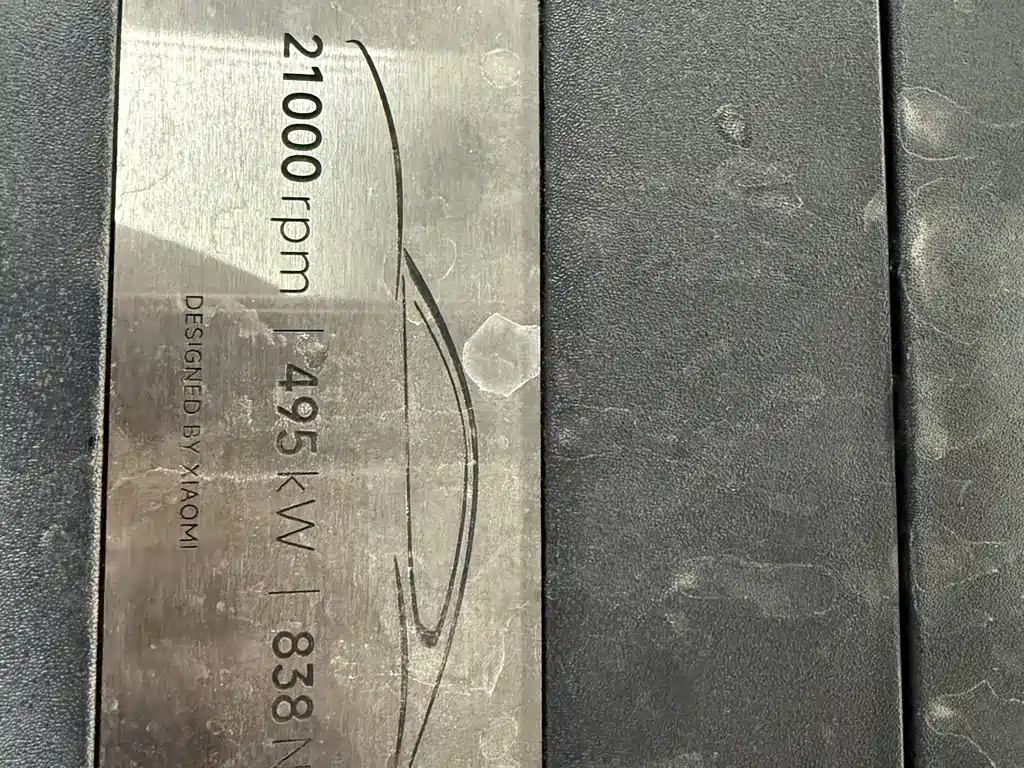 21000 rpm | 495 kW | 838 N
DESIGNED BY XIAOMI